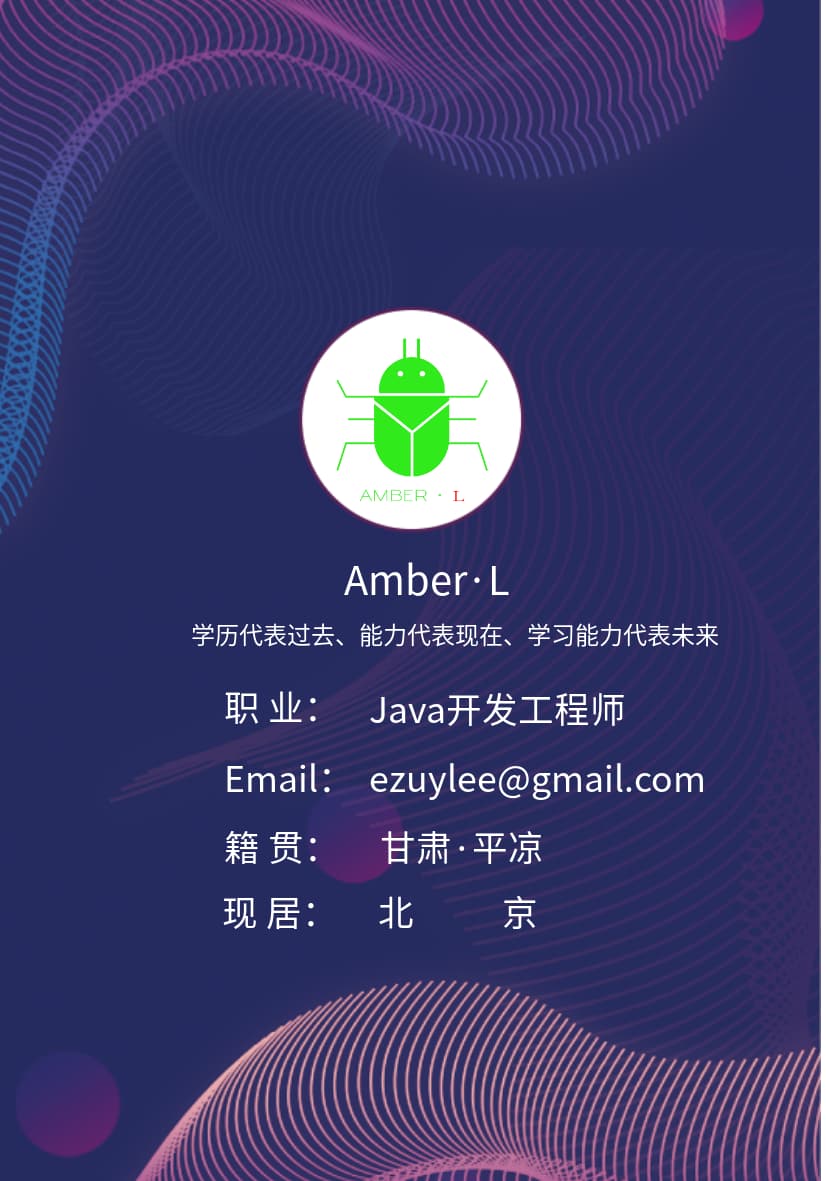 AMBER · L
Amber·L
学历代表过去、能力代表现在、学习能力代表未来
职 业： Java开发工程师
Email： ezuylee@gmail.com
籍 贯： 甘肃·平凉
现 居： 北 京